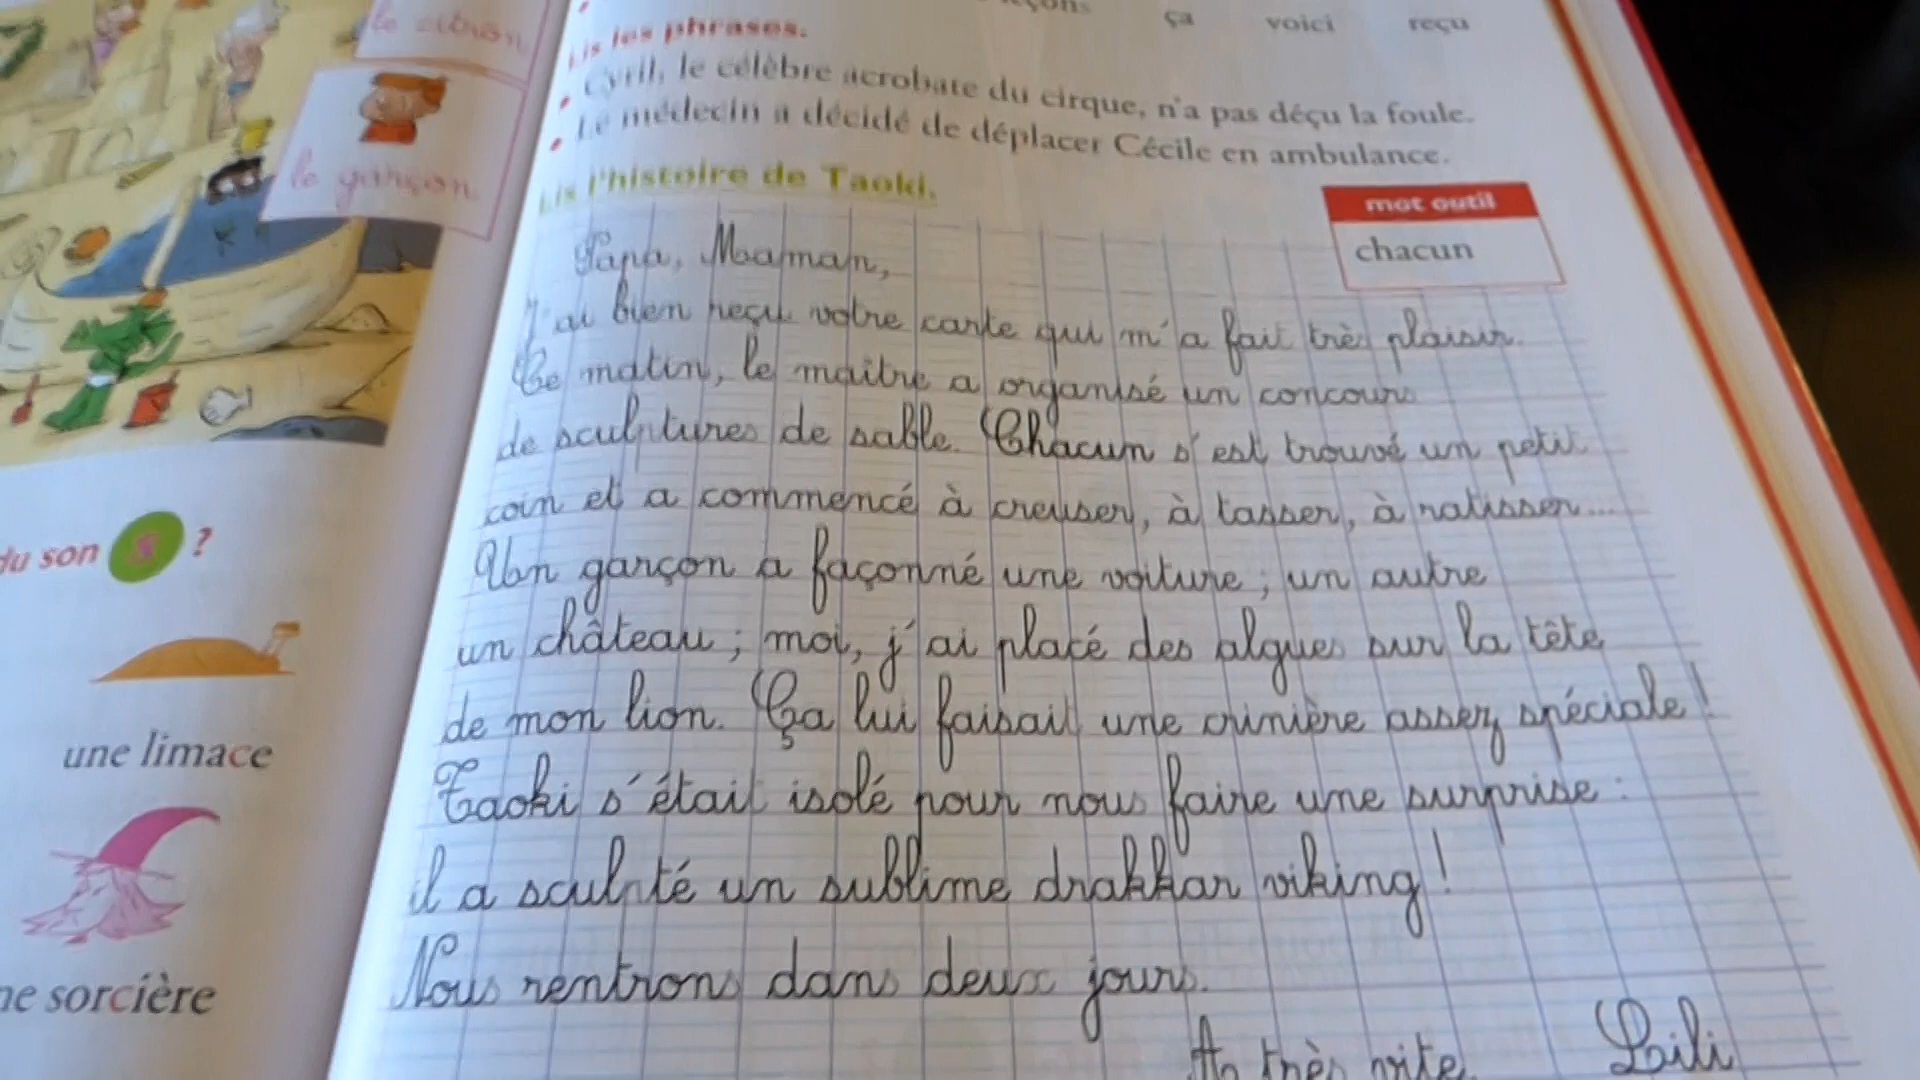 le citron
le garçon
du son s ?
une limace
ne sorcière
ça voici reçu
Lis les phrases.
• Cyril, le célèbre acrobate du cirque, n'a pas déçu la foule.
• Le médecin a décidé de déplacer Cécile en ambulance.
Lis l'histoire de Taoki.
mot outil
chacun
Papa, Maman,
J'ai bien reçu votre carte qui m'a fait très plaisir.
Ce matin, le maître a organisé un concours
de sculptures de sable. Chacun s'est trouvé un petit
coin et a commencé à creuser, à tasser, à ratisser...
Un garçon a façonné une voiture ; un autre
un château ; moi, j'ai placé des algues sur la tête
de mon lion. Ça lui faisait une crinière assez spéciale !
Taoki s'était isolé pour nous faire une surprise :
il a sculpté un sublime drakkar viking !
Nous rentrons dans deux jours.
A très vite Lili